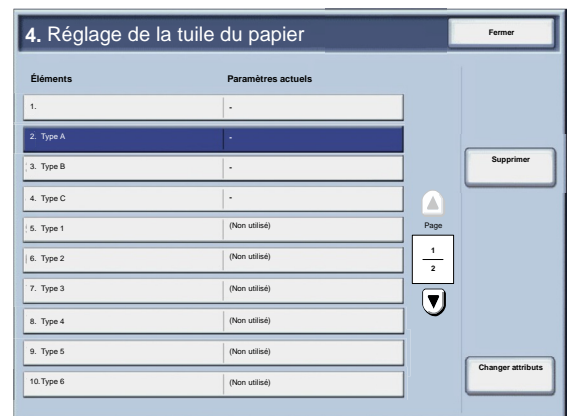 4. Réglage de la tuile du papier
Fermer
Éléments Paramètres actuels
1. -
2. Type A -
3. Type B -
4. Type C -
5. Type 1 (Non utilisé)
6. Type 2 (Non utilisé)
7. Type 3 (Non utilisé)
8. Type 4 (Non utilisé)
9. Type 5 (Non utilisé)
10. Type 6 (Non utilisé)
Page
1
2
Supprimer
Changer attributs